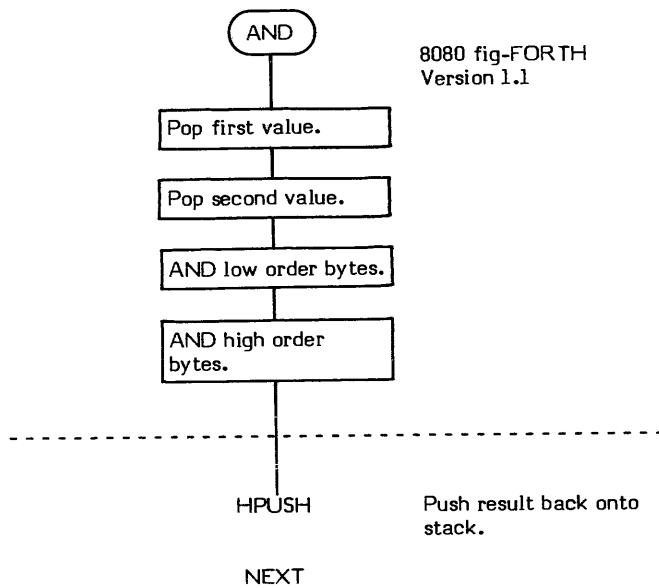 AND
8080 fig-FORTH
Version 1.1
Pop first value.
Pop second value.
AND low order bytes.
AND high order
bytes.
HPUSH
Push result back onto
stack.
NEXT